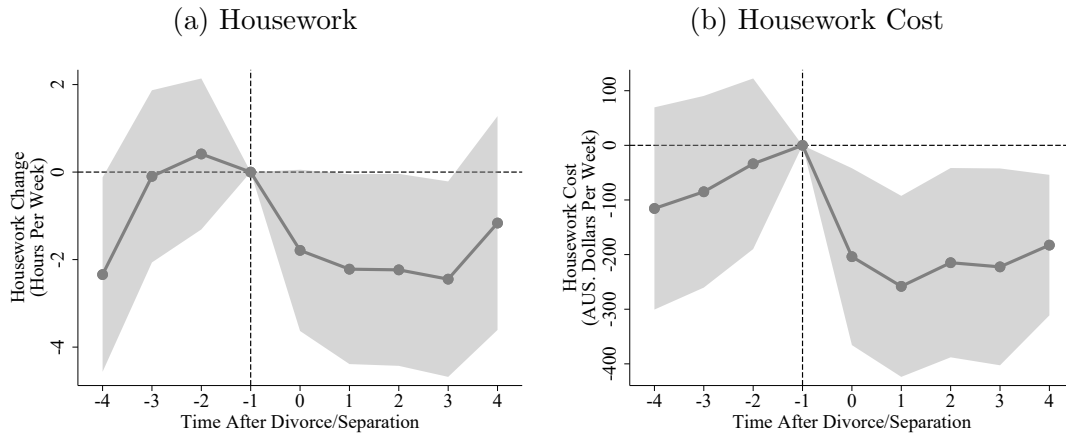 (a) Housework
Housework Change
(Hours Per Week)
2
0
-2
-4
-4 -3 -2 -1 0 1 2 3 4
Time After Divorce/Separation
(b) Housework Cost
Housework Cost
(AUS. Dollars Per Week)
100
0
-100
-200
-300
-400
-4 -3 -2 -1 0 1 2 3 4
Time After Divorce/Separation